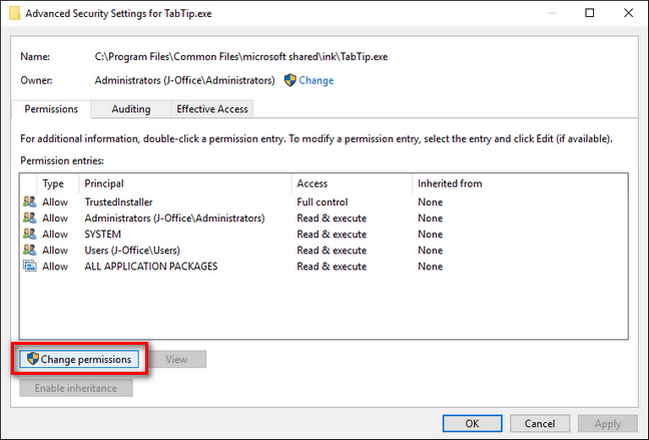 Advanced Security Settings for TabTip.exe
Name: C:\Program Files\Common Files\microsoft shared\ink\TabTip.exe
Owner: Administrators (J-Office\Administrators) Change
Permissions Auditing Effective Access
For additional information, double-click a permission entry. To modify a permission entry, select the entry and click Edit (if available).
Permission entries:
Type Principal Access Inherited from
Allow TrustedInstaller Full control None
Allow Administrators (J-Office\Administrators) Read & execute None
Allow SYSTEM Read & execute None
Allow Users (J-Office\Users) Read & execute None
Allow ALL APPLICATION PACKAGES Read & execute None
Change permissions View
Enable inheritance
OK Cancel Apply